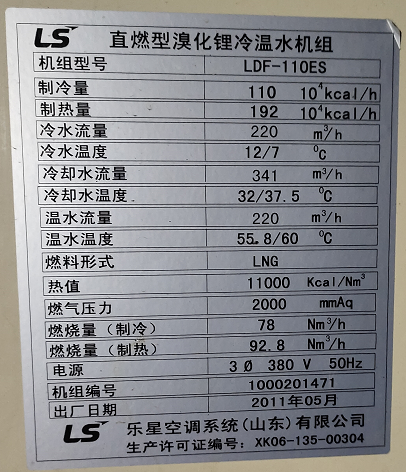 LS 直燃型溴化锂冷温水机组
机组型号 LDF-110ES
制冷量 110 10⁴kcal/h
制热量 192 10⁴kcal/h
冷水流量 220 m³/h
冷水温度 12/7 ⁰C
冷却水流量 341 m³/h
冷却水温度 32/37.5 ⁰C
温水流量 220 m³/h
温水温度 55.8/60 ⁰C
燃料形式 LNG
热值 11000 Kcal/Nm³
燃气压力 2000 mmAq
燃烧量（制冷） 78 Nm³/h
燃烧量（制热） 92.8 Nm³/h
电源 3 Ø 380 V 50Hz
机组编号 1000201471
出厂日期 2011年05月
LS 乐星空调系统(山东)有限公司
生产许可证编号: XK06-135-00304